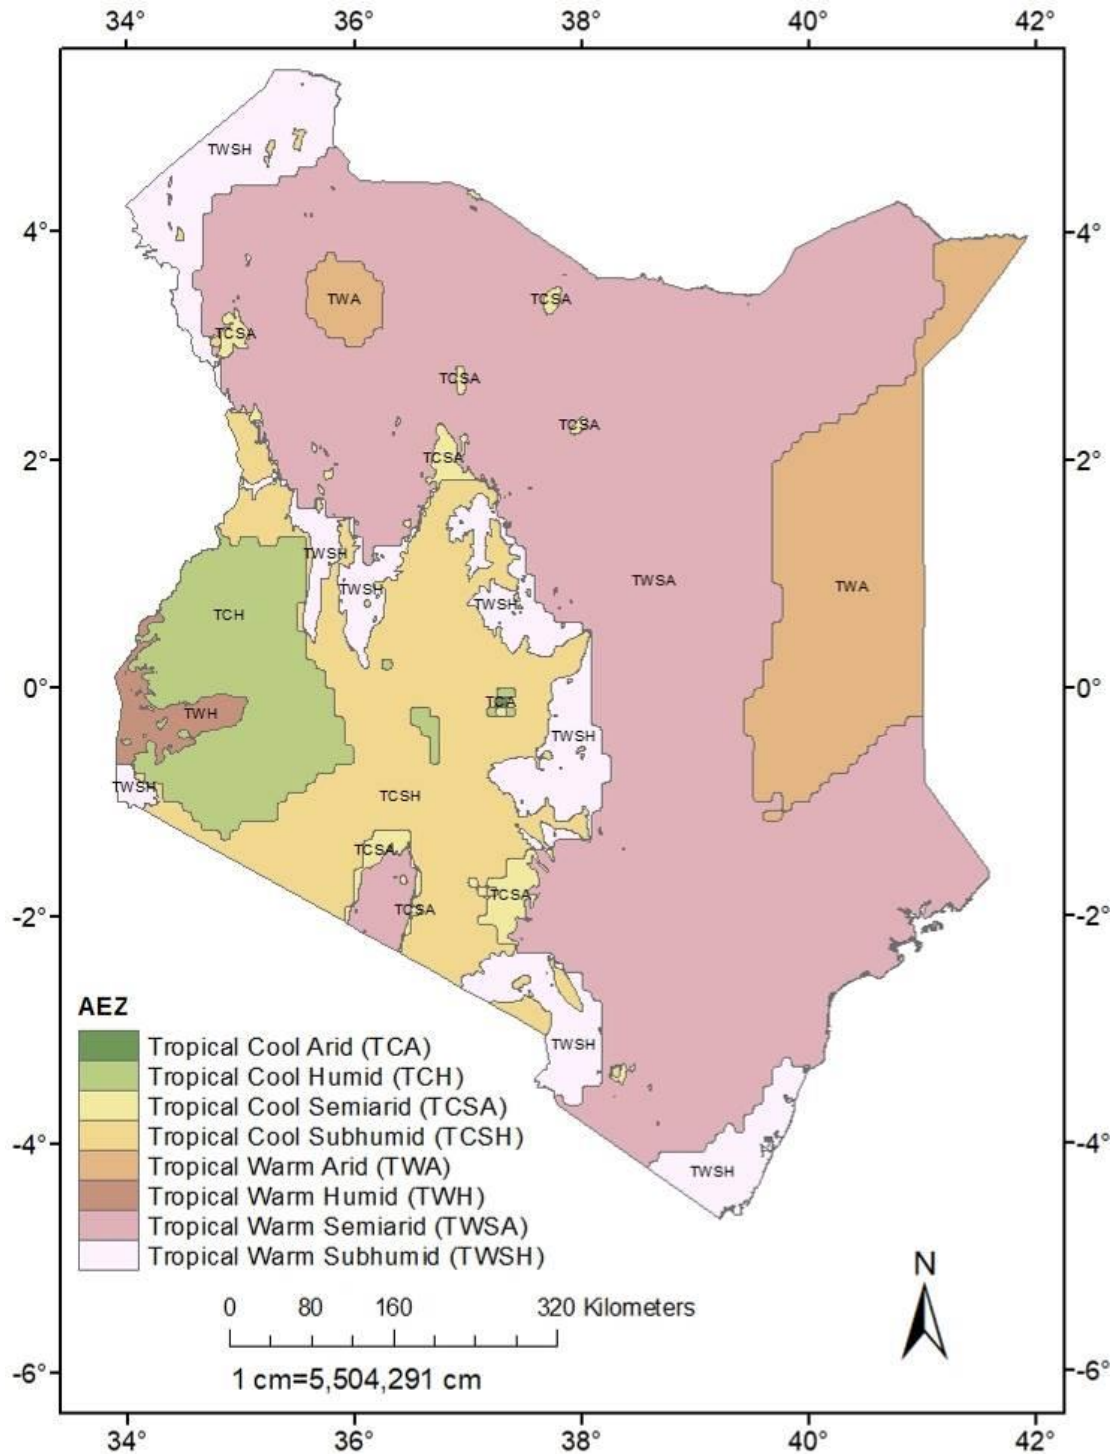 34° 36° 38° 40° 42°
TWSH
4° 4°
TWA
TCSA
TCSA
TCSA
TCSA
2° 2°
TCSA
TWSH
TWSA
TWA
TWSH
TWSH
TCH
0° 0°
TCA
TWH
TWSH
TWSH
TCSH
TCSA
TCSA
TCSA
-2° -2°
AEZ
Tropical Cool Arid (TCA)
TWSH
Tropical Cool Humid (TCH)
Tropical Cool Semiarid (TCSA)
Tropical Cool Subhumid (TCSH)
-4° -4°
Tropical Warm Arid (TWA)
TWSH
Tropical Warm Humid (TWH)
Tropical Warm Semiarid (TWSA)
Tropical Warm Subhumid (TWSH)
N
0 80 160 320 Kilometers
1 cm=5,504,291 cm
-6° -6°
34° 36° 38° 40° 42°